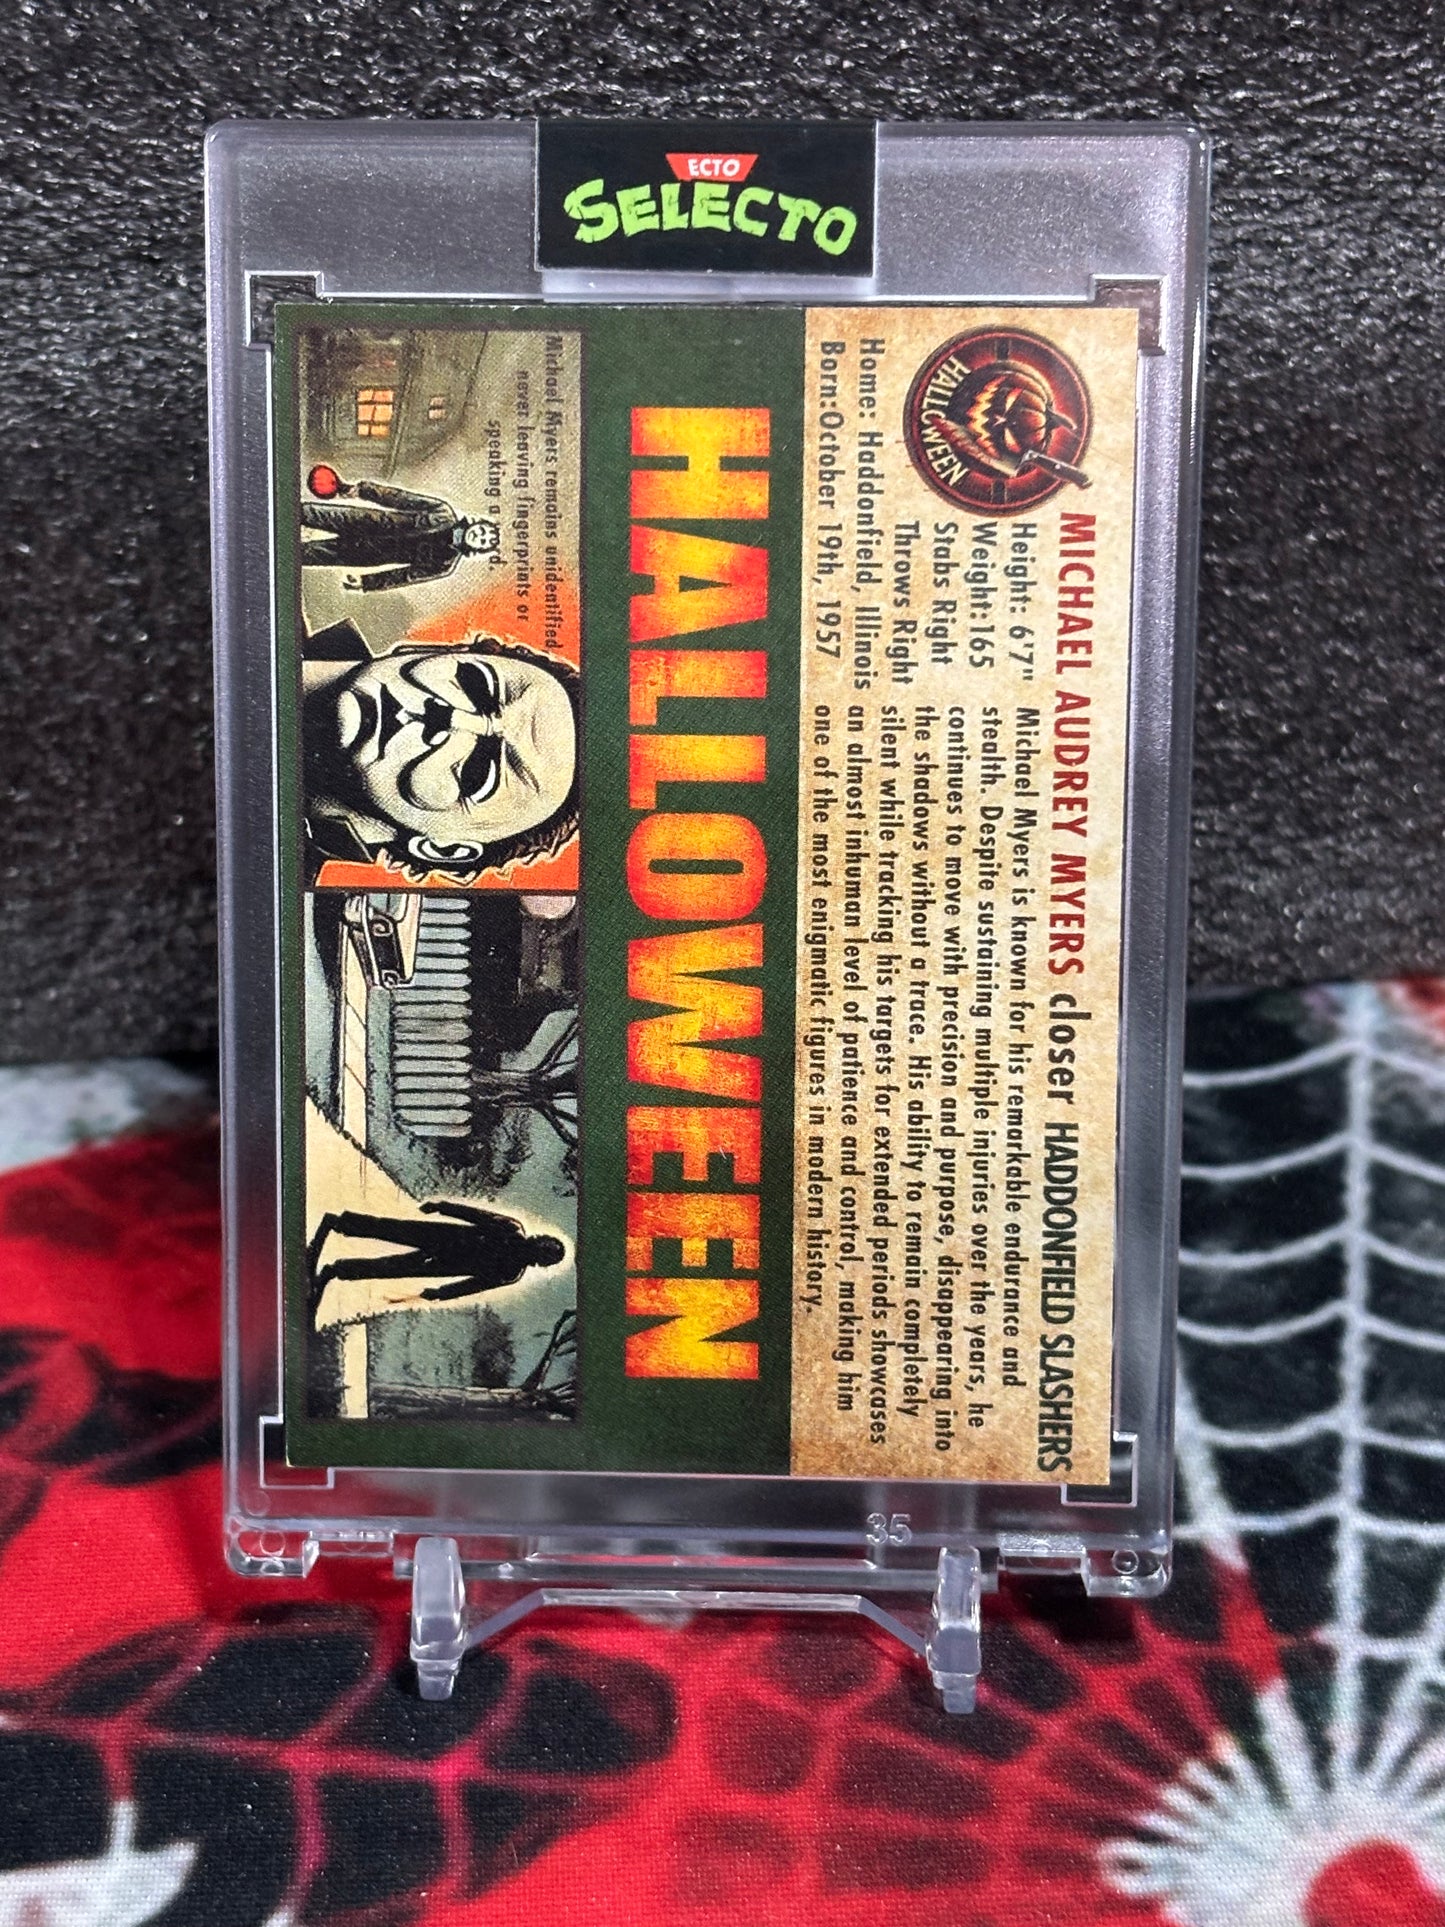 ECTO
SELECTO
MICHAEL AUDREY MYERS closer HADDONFIELD SLASHERS
HALLOWEEN
Height: 6'7"
Weight:165
Stabs Right
Throws Right
Home: Haddonfield, Illinois
Born:October 19th, 1957
Michael Myers is known for his remarkable endurance and
stealth. Despite sustaining multiple injuries over the years, he
continues to move with precision and purpose, disappearing into
the shadows without a trace. His ability to remain completely
silent while tracking his targets for extended periods showcases
an almost inhuman level of patience and control, making him
one of the most enigmatic figures in modern history.
HALLOWEEN
Michael Myers remains unidentified,
never leaving fingerprints or
speaking a word.
35